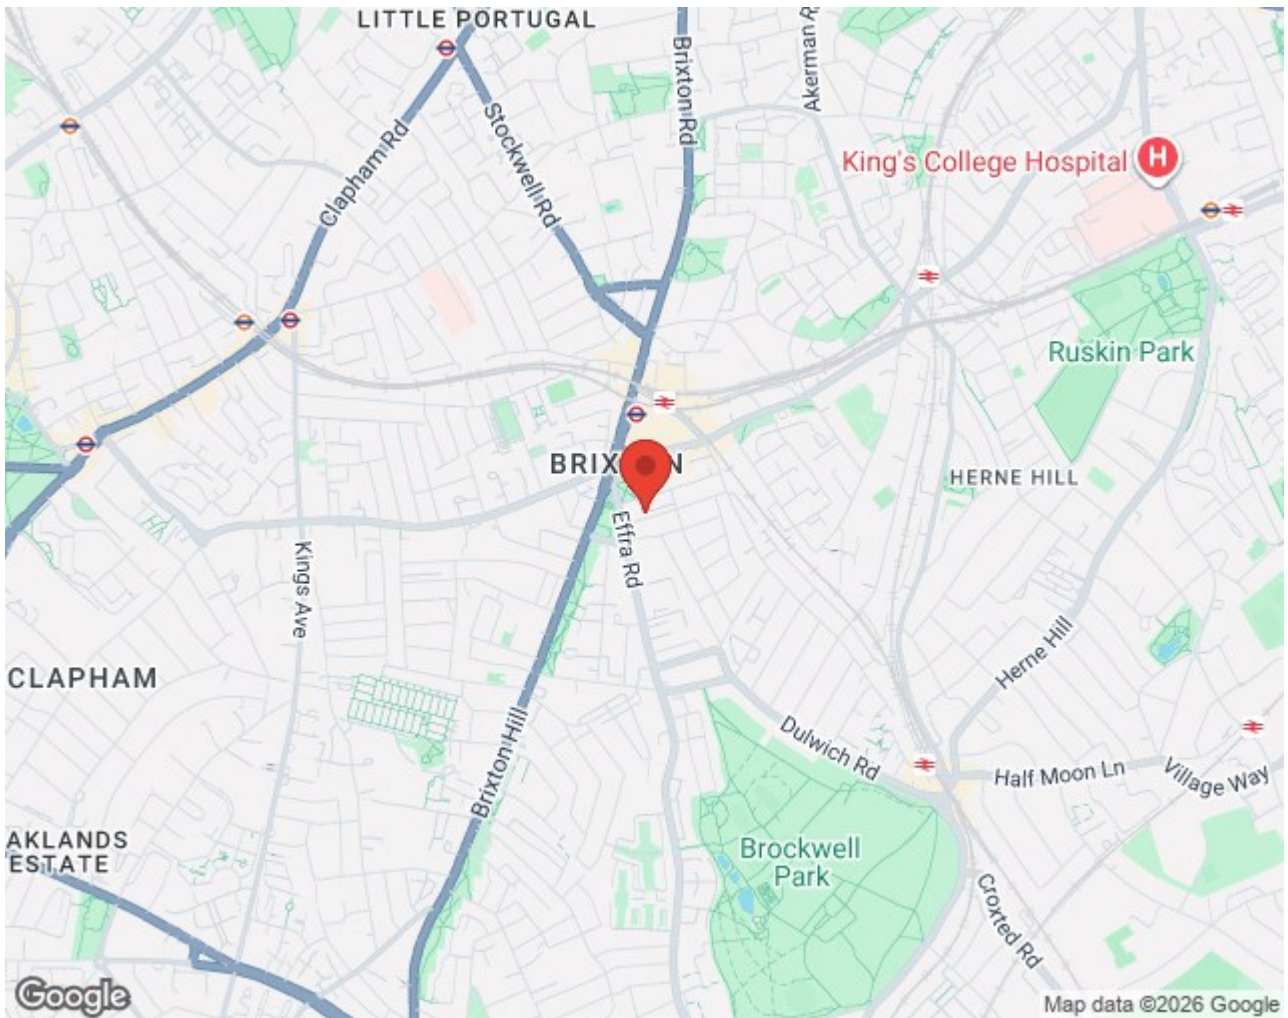 LITTLE PORTUGAL
Brixton Rd
Akerman R
Clapham Rd
Stockwell Rd
King's College Hospital
H
Ruskin Park
BRIX N
HERNE HILL
Effra Rd
Kings Ave
Herne Hill
CLAPHAM
Brixton Hill
Dulwich Rd
Half Moon Ln
Village Way
AKLANDS
ESTATE
Brockwell
Park
Croxted Rd
Google
Map data ©2026 Google